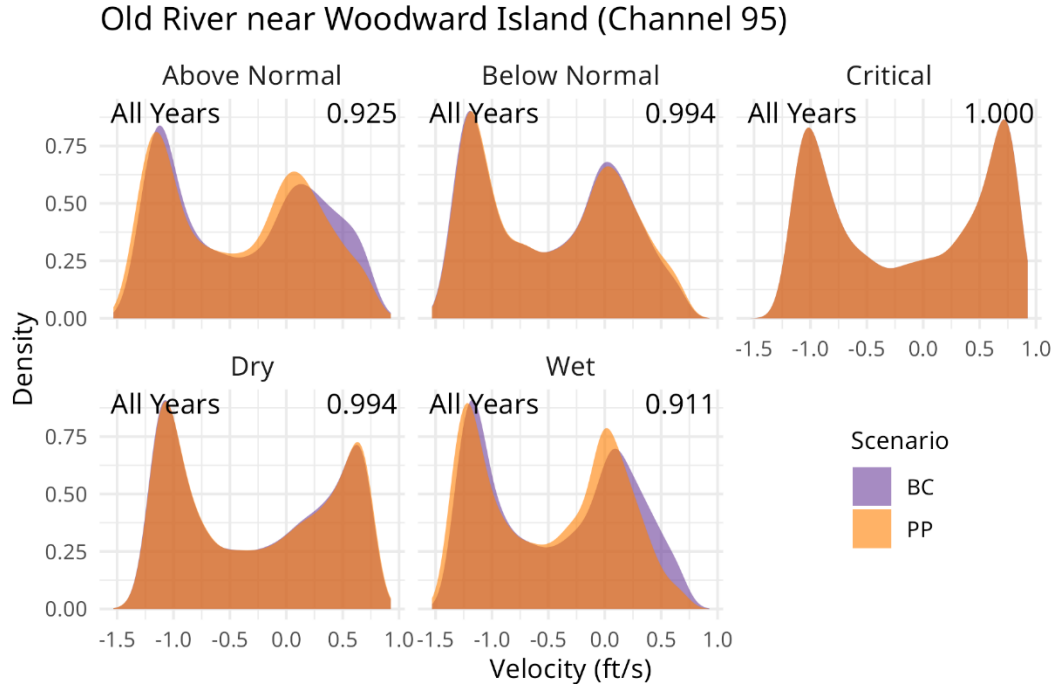 Old River near Woodward Island (Channel 95)
Above Normal
Below Normal
Critical
All Years 0.925
All Years 0.994
All Years 1.000
0.75
0.50
0.25
0.00
-1.5 -1.0 -0.5 0.0 0.5 1.0
Density
Dry
Wet
All Years 0.994
All Years 0.911
0.75
0.50
0.25
0.00
-1.5 -1.0 -0.5 0.0 0.5 1.0
-1.5 -1.0 -0.5 0.0 0.5 1.0
Velocity (ft/s)
Scenario
BC
PP